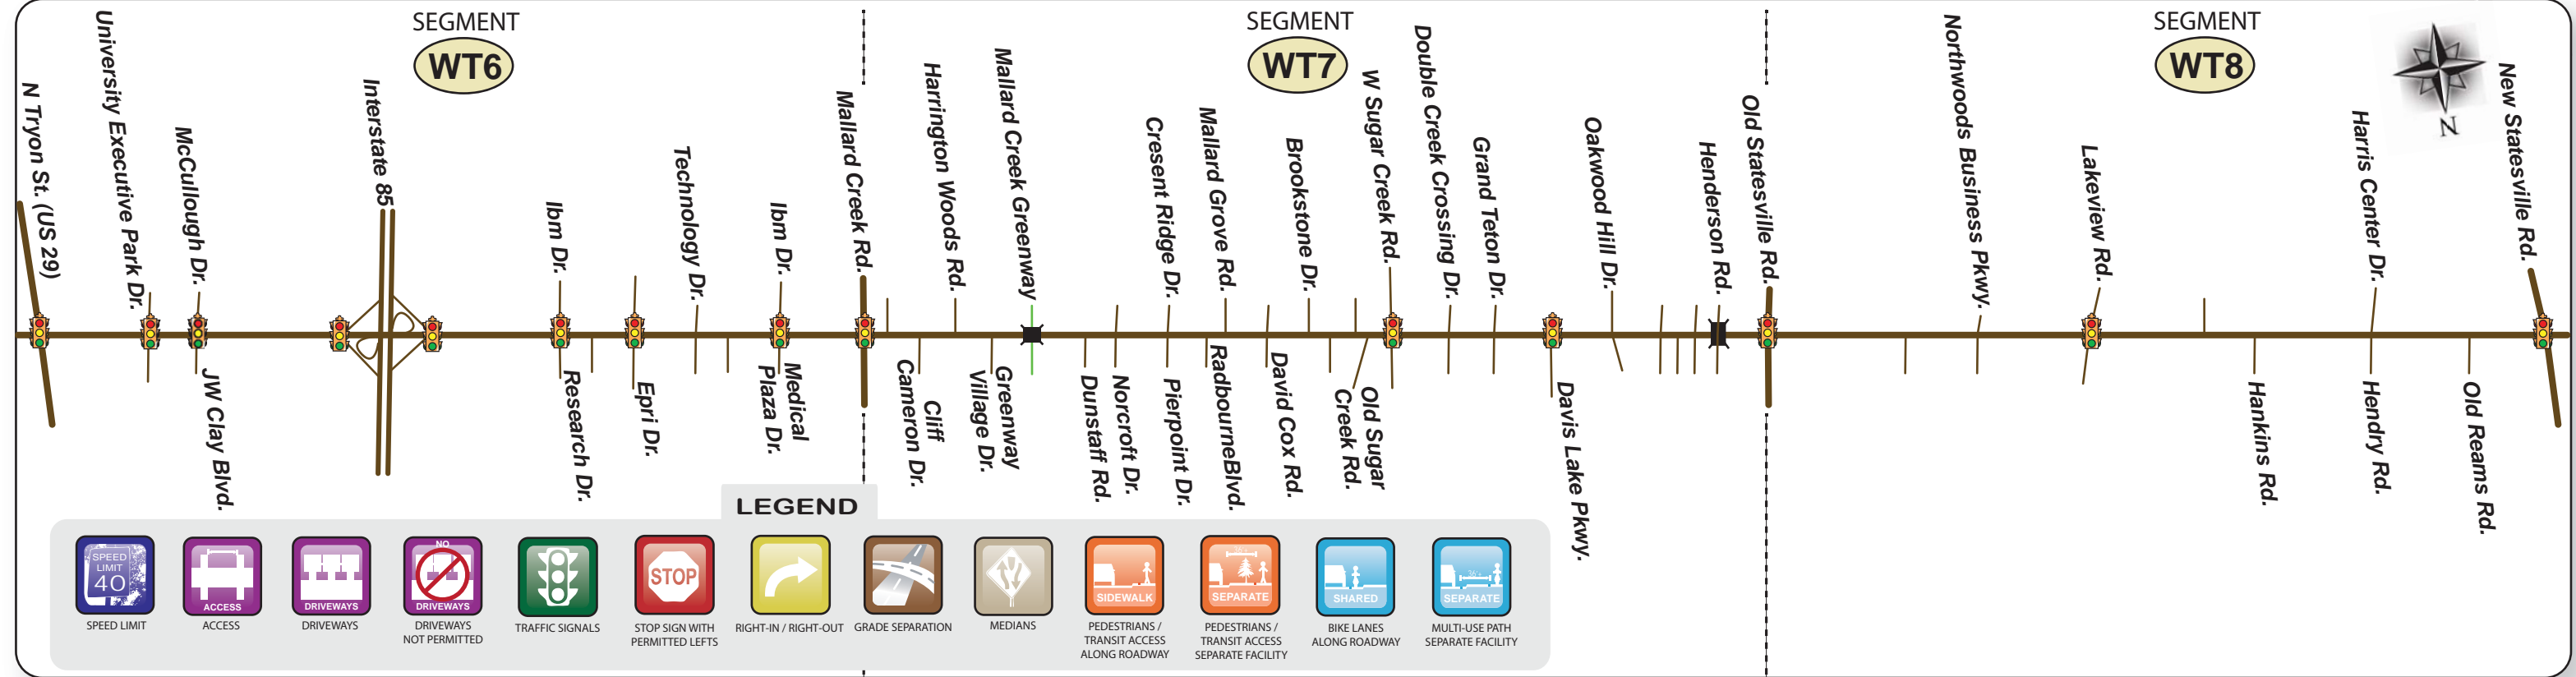 SEGMENT
WT6
SEGMENT
WT7
SEGMENT
WT8
N Tryon St. (US 29)
University Executive Park Dr.
McCullough Dr.
Interstate 85
Ibm Dr.
Technology Dr.
Ibm Dr.
Mallard Creek Rd.
Harrington Woods Rd.
Mallard Creek Greenway
Cresent Ridge Dr.
Mallard Grove Rd.
Brookstone Dr.
W Sugar Creek Rd.
Double Creek Crossing Dr.
Grand Teton Dr.
Oakwood Hill Dr.
Henderson Rd.
Old Statesville Rd.
Northwoods Business Pkwy.
Lakeview Rd.
Harris Center Dr.
New Statesville Rd.
N
JW Clay Blvd.
Research Dr.
Epri Dr.
Medical
Plaza Dr.
Cliff
Cameron Dr.
Greenway
Village Dr.
Dunstaff Rd.
Norcroft Dr.
Pierpoint Dr.
RadbourneBlvd.
David Cox Rd.
Old Sugar
Creek Rd.
Davis Lake Pkwy.
Hankins Rd.
Hendry Rd.
Old Reams Rd.
LEGEND
SPEED
LIMIT
40
SPEED LIMIT
ACCESS
ACCESS
DRIVEWAYS
DRIVEWAYS
NO
DRIVEWAYS
DRIVEWAYS
NOT PERMITTED
TRAFFIC SIGNALS
STOP
STOP SIGN WITH
PERMITTED LEFTS
RIGHT-IN / RIGHT-OUT
GRADE SEPARATION
MEDIANS
SIDEWALK
PEDESTRIANS /
TRANSIT ACCESS
ALONG ROADWAY
SEPARATE
PEDESTRIANS /
TRANSIT ACCESS
SEPARATE FACILITY
SHARED
BIKE LANES
ALONG ROADWAY
SEPARATE
MULTI-USE PATH
SEPARATE FACILITY